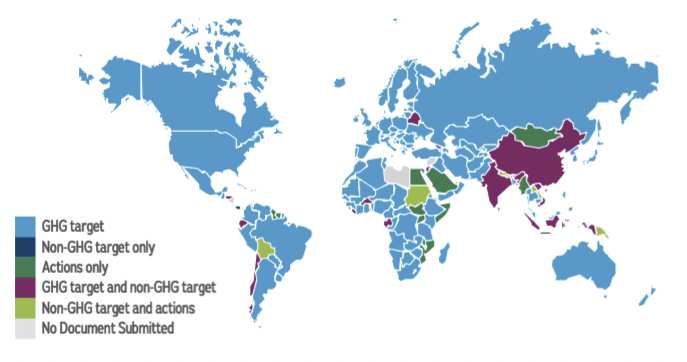 GHG target
Non-GHG target only
Actions only
GHG target and non-GHG target
Non-GHG target and actions
No Document Submitted